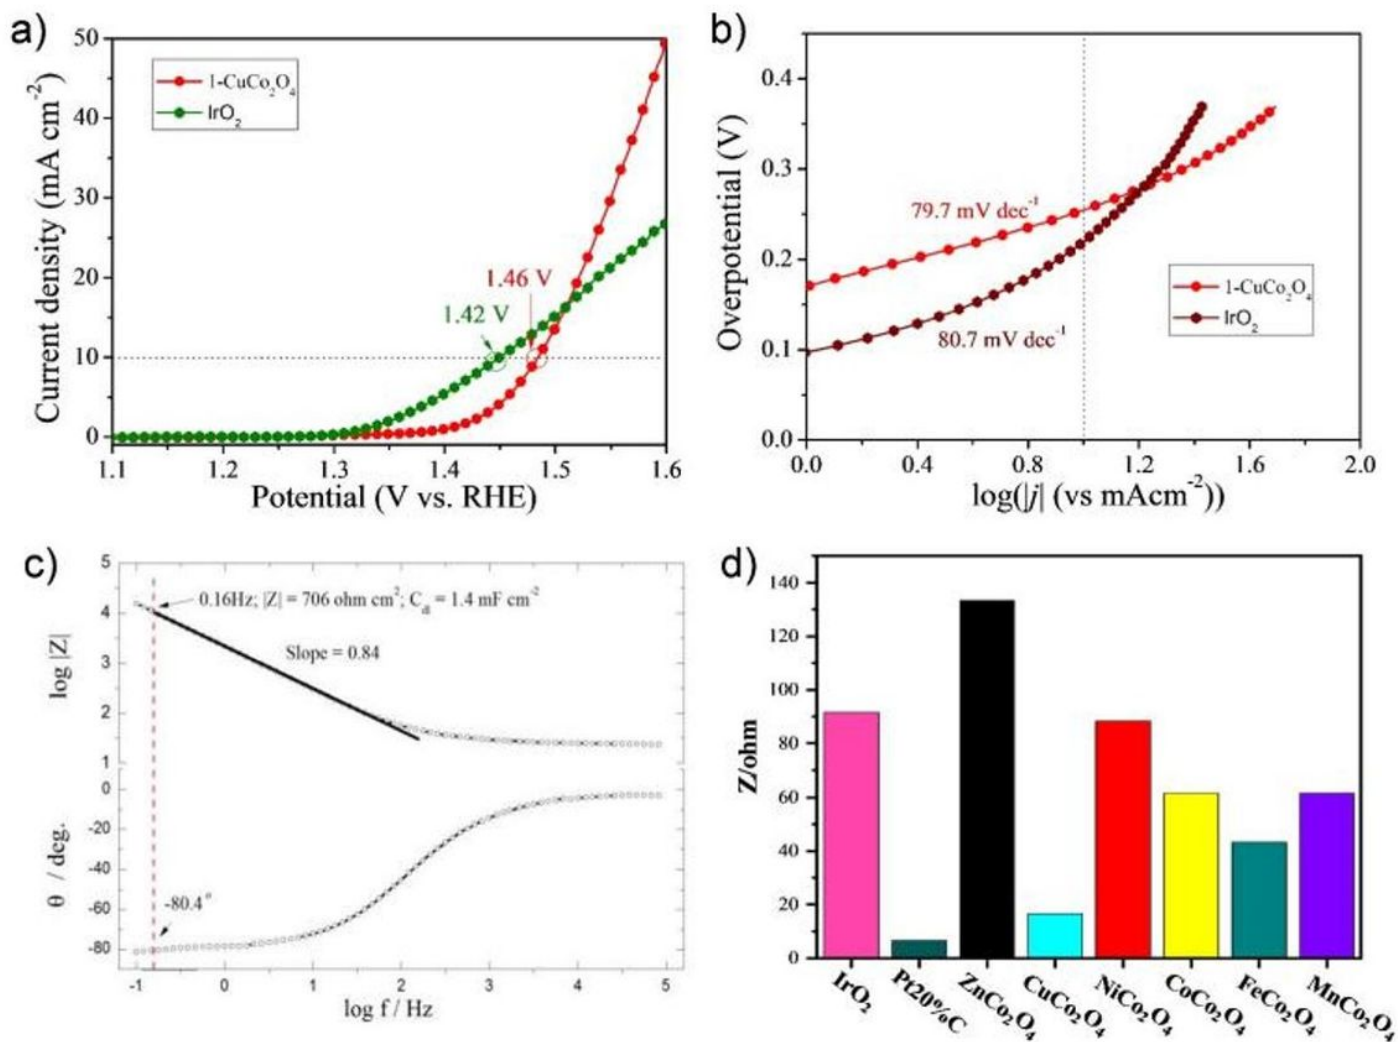 a)
50
40
30
20
10
0
Current density (mA cm⁻²)
1-CuCo₂O₄
IrO₂
1.46 V
1.42 V
1.1 1.2 1.3 1.4 1.5 1.6
Potential (V vs. RHE)
b)
0.4
0.3
0.2
0.1
0.0
Overpotential (V)
79.7 mV dec⁻¹
80.7 mV dec⁻¹
1-CuCo₂O₄
IrO₂
0.0 0.4 0.8 1.2 1.6 2.0
log(|j| (vs mAcm⁻²))
c)
5
4
3
2
1
log |Z|
0.16Hz; |Z| = 706 ohm cm²; C_dl = 1.4 mF cm⁻²
Slope = 0.84
0
-20
-40
-60
-80
θ / deg.
-80.4°
-1 0 1 2 3 4 5
log f / Hz
d)
140
120
100
80
60
40
20
0
Z/ohm
IrO₂
Pt20%C
ZnCo₂O₄
CuCo₂O₄
NiCo₂O₄
CoCo₂O₄
FeCo₂O₄
MnCo₂O₄